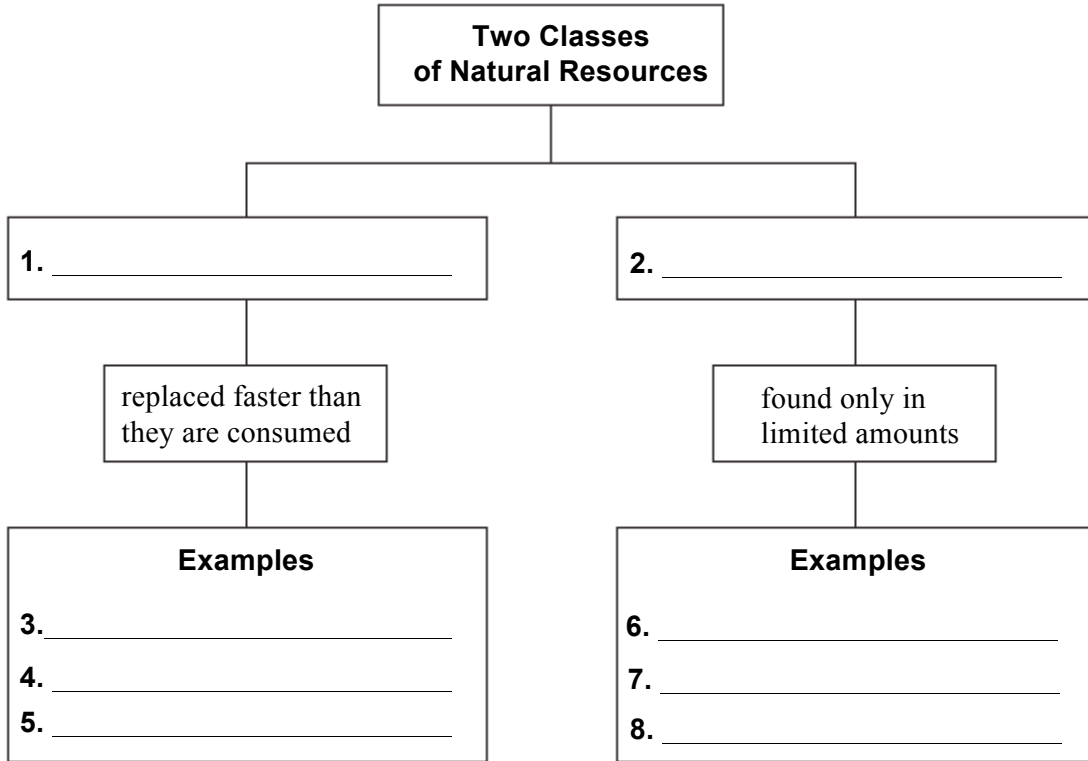 Two Classes
of Natural Resources
1.
2.
replaced faster than
they are consumed
found only in
limited amounts
Examples
3.
4.
5.
Examples
6.
7.
8.